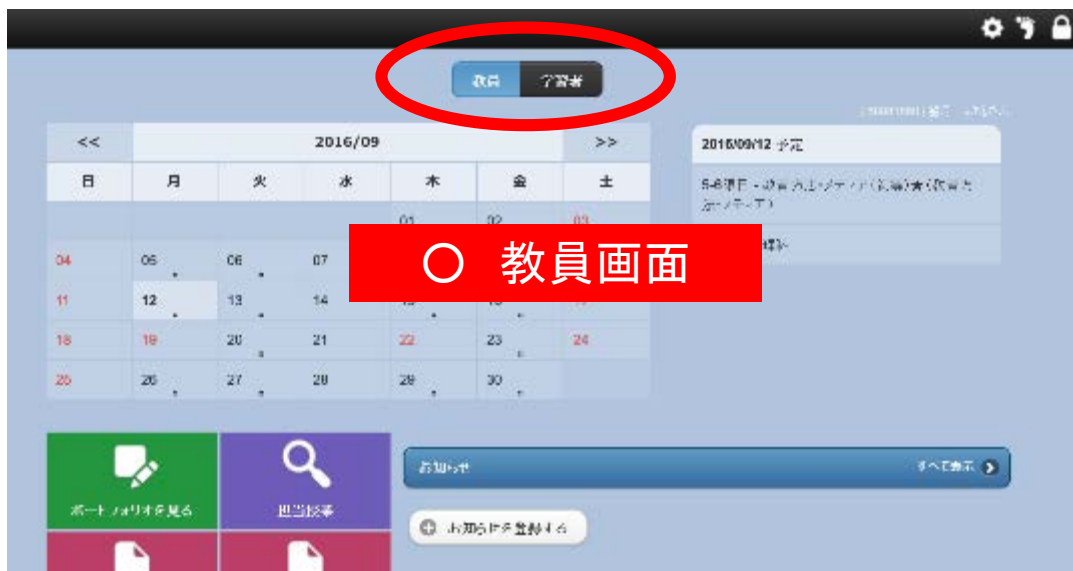 教員 学習者
<< 2016/09 >>
2016/09/12 予定
日 月 火 水 木 金 土
01 02 03
04 05 06 07
〇 教員画面
11 12 13 14
18 19 20 21 22 23 24
25 26 27 28 29 30
ポートフォリオを見る 担当授業
お知らせ すべて表示
お知らせを登録する